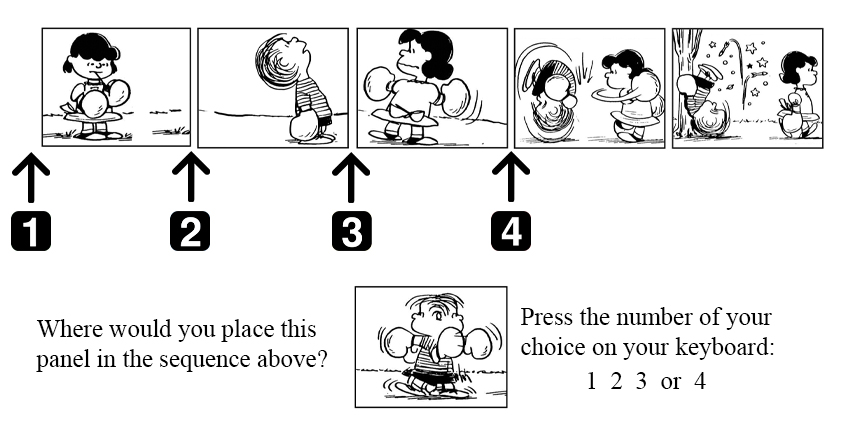 1
2
3
4
Where would you place this
panel in the sequence above?
Press the number of your
choice on your keyboard:
1 2 3 or 4